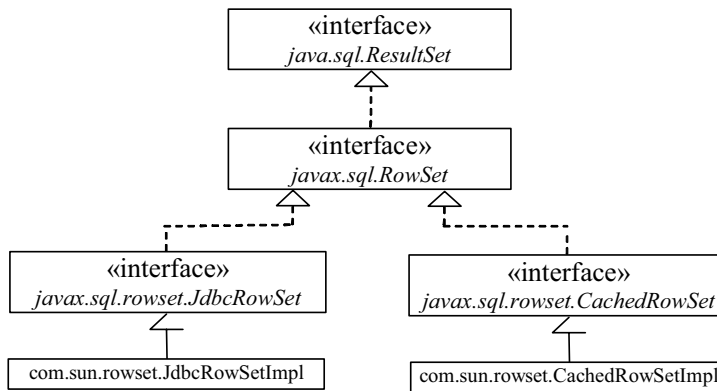 «interface»
java.sql.ResultSet
«interface»
javax.sql.RowSet
«interface»
javax.sql.rowset.JdbcRowSet
«interface»
javax.sql.rowset.CachedRowSet
com.sun.rowset.JdbcRowSetImpl
com.sun.rowset.CachedRowSetImpl